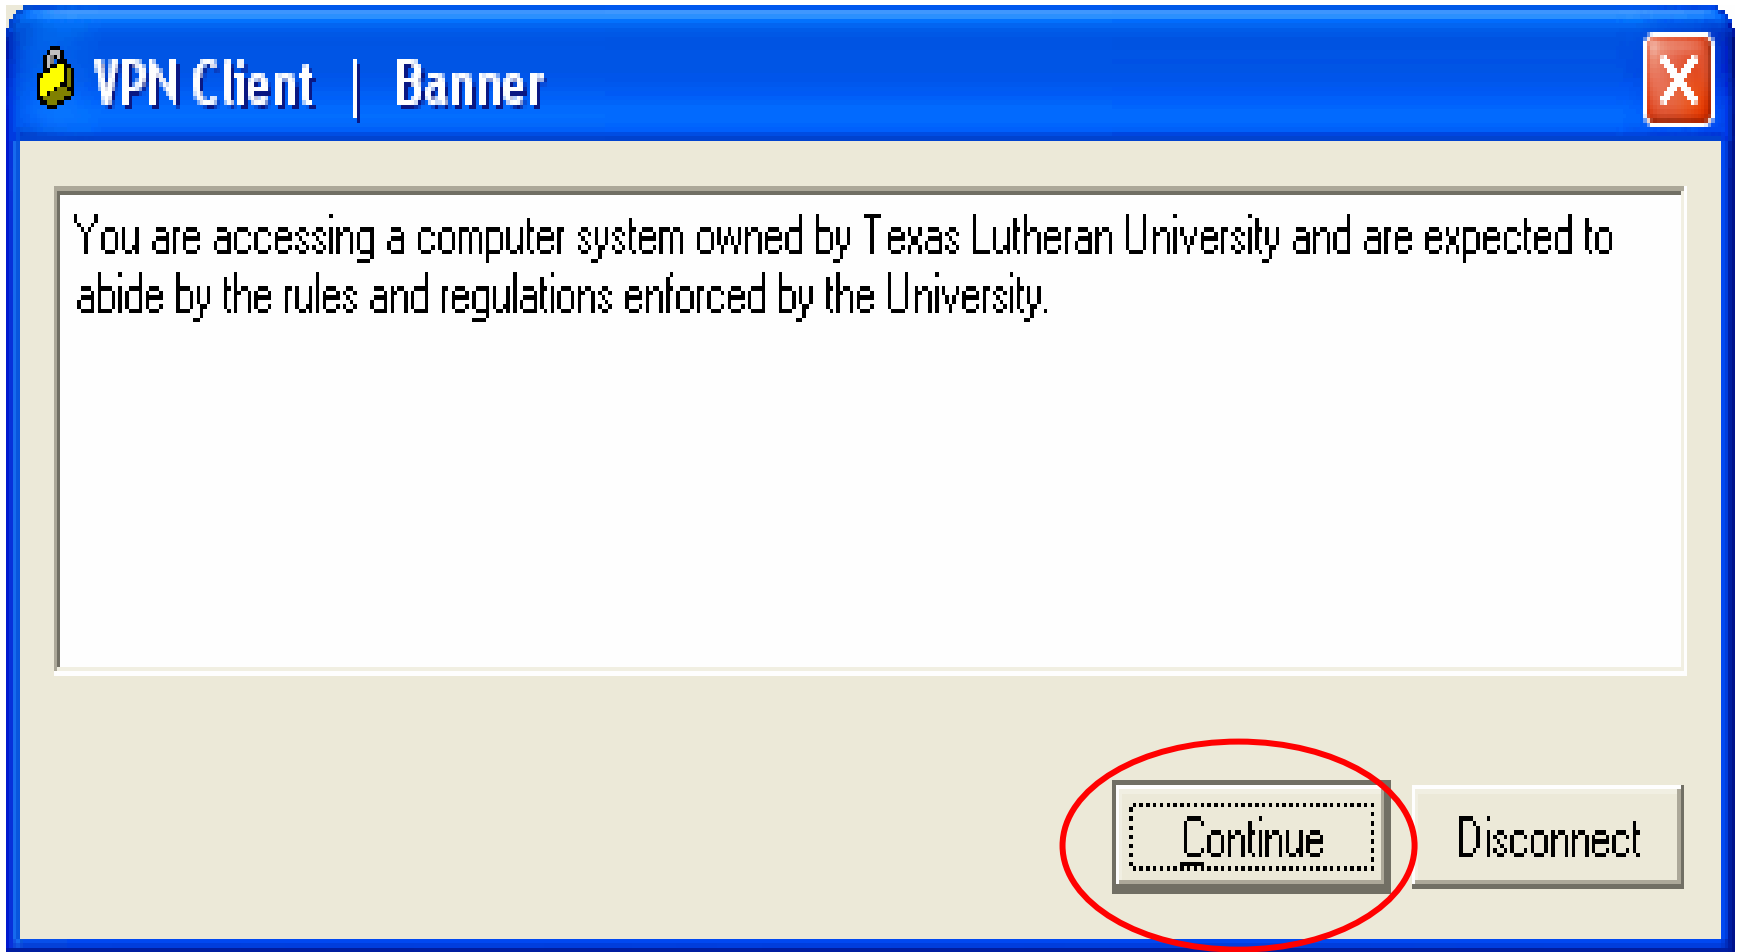 VPN Client | Banner
You are accessing a computer system owned by Texas Lutheran University and are expected to
abide by the rules and regulations enforced by the University.
Continue Disconnect